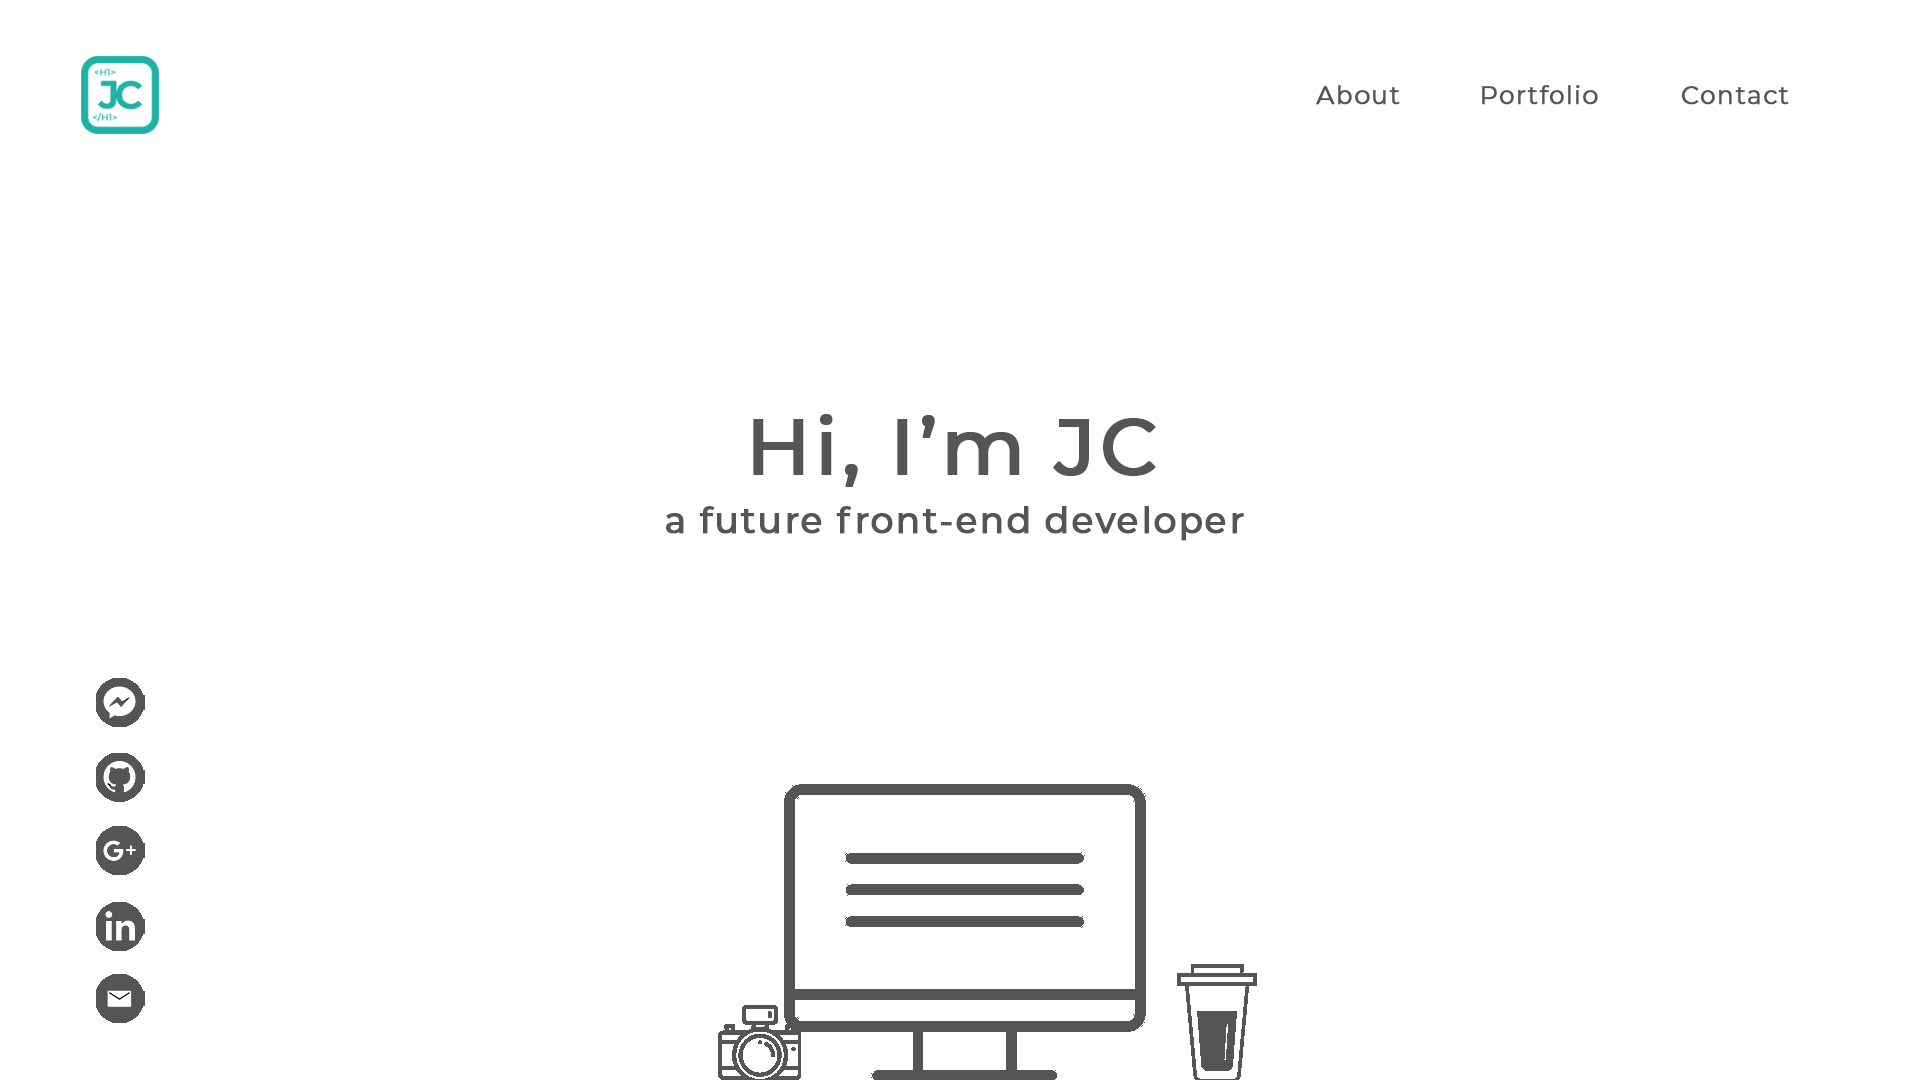 <H1>
JC
</H1>
About Portfolio Contact
Hi, I’m JC
a future front-end developer
G+
in